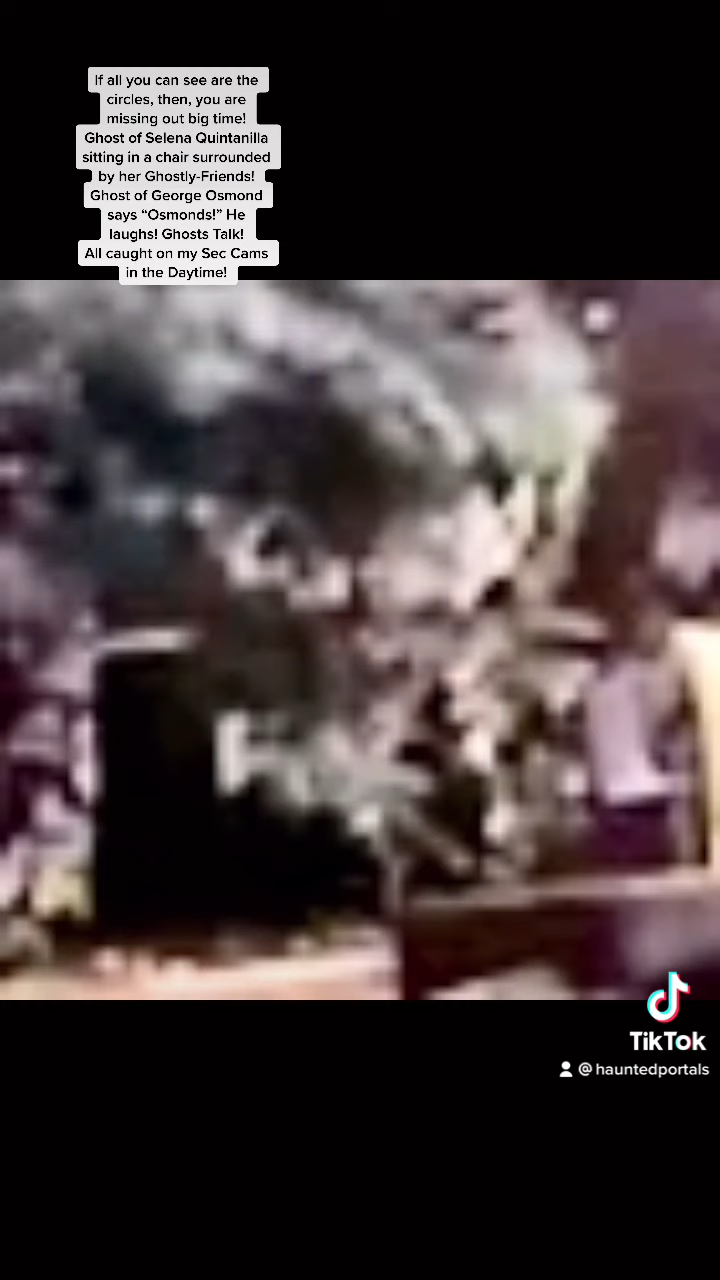 If all you can see are the
circles, then, you are
missing out big time!
Ghost of Selena Quintanilla
sitting in a chair surrounded
by her Ghostly-Friends!
Ghost of George Osmond
says “Osmonds!” He
laughs! Ghosts Talk!
All caught on my Sec Cams
in the Daytime!
TikTok
@hauntedportals